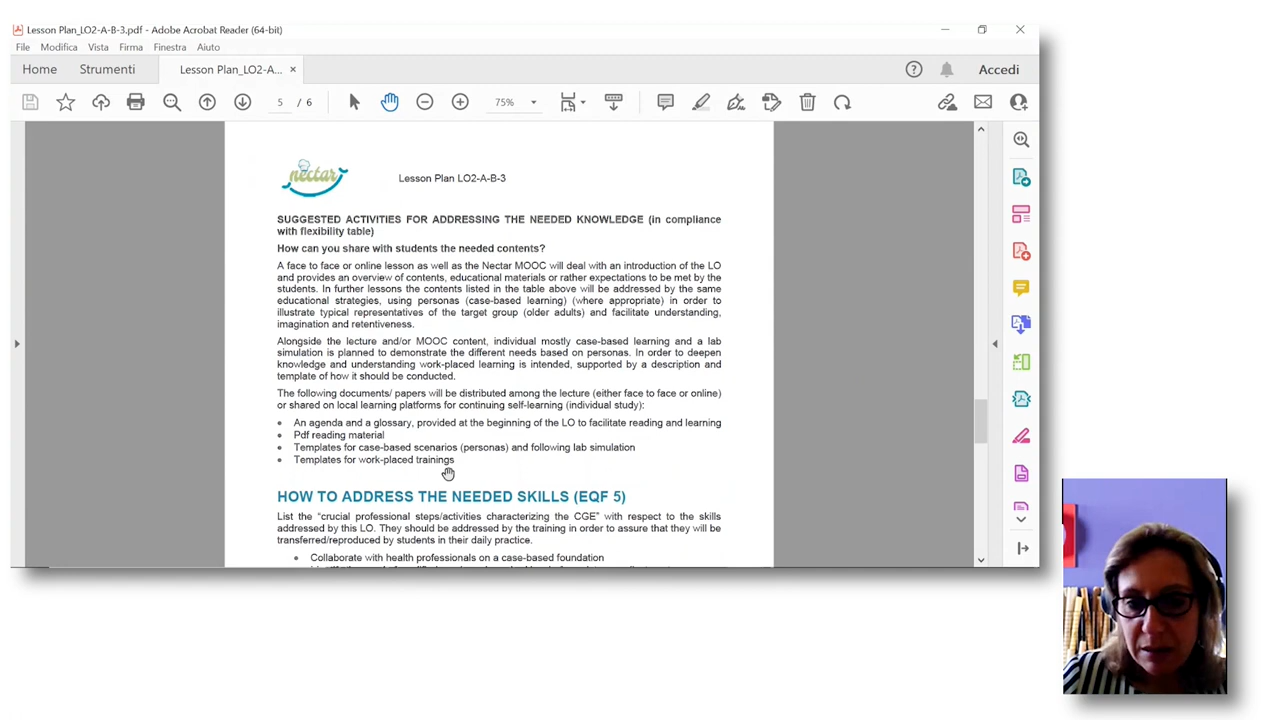 Lesson Plan_LO2-A-B-3.pdf - Adobe Acrobat Reader (64-bit)
File Modifica Vista Firma Finestra Aiuto
Home Strumenti Lesson Plan_LO2-A... × Accedi
5 / 6 75%
nectar
Lesson Plan LO2-A-B-3
SUGGESTED ACTIVITIES FOR ADDRESSING THE NEEDED KNOWLEDGE (in compliance
with flexibility table)
How can you share with students the needed contents?
A face to face or online lesson as well as the Nectar MOOC will deal with an introduction of the LO
and provides an overview of contents, educational materials or rather expectations to be met by the
students. In further lessons the contents listed in the table above will be addressed by the same
educational strategies, using personas (case-based learning) (where appropriate) in order to
illustrate typical representatives of the target group (older adults) and facilitate understanding,
imagination and retentiveness.
Alongside the lecture and/or MOOC content, individual mostly case-based learning and a lab
simulation is planned to demonstrate the different needs based on personas. In order to deepen
knowledge and understanding work-placed learning is intended, supported by a description and
template of how it should be conducted.
The following documents/ papers will be distributed among the lecture (either face to face or online)
or shared on local learning platforms for continuing self-learning (individual study):
• An agenda and a glossary, provided at the beginning of the LO to facilitate reading and learning
• Pdf reading material
• Templates for case-based scenarios (personas) and following lab simulation
• Templates for work-placed trainings
HOW TO ADDRESS THE NEEDED SKILLS (EQF 5)
List the “crucial professional steps/activities characterizing the CGE” with respect to the skills
addressed by this LO. They should be addressed by the training in order to assure that they will be
transferred/reproduced by students in their daily practice.
• Collaborate with health professionals on a case-based foundation